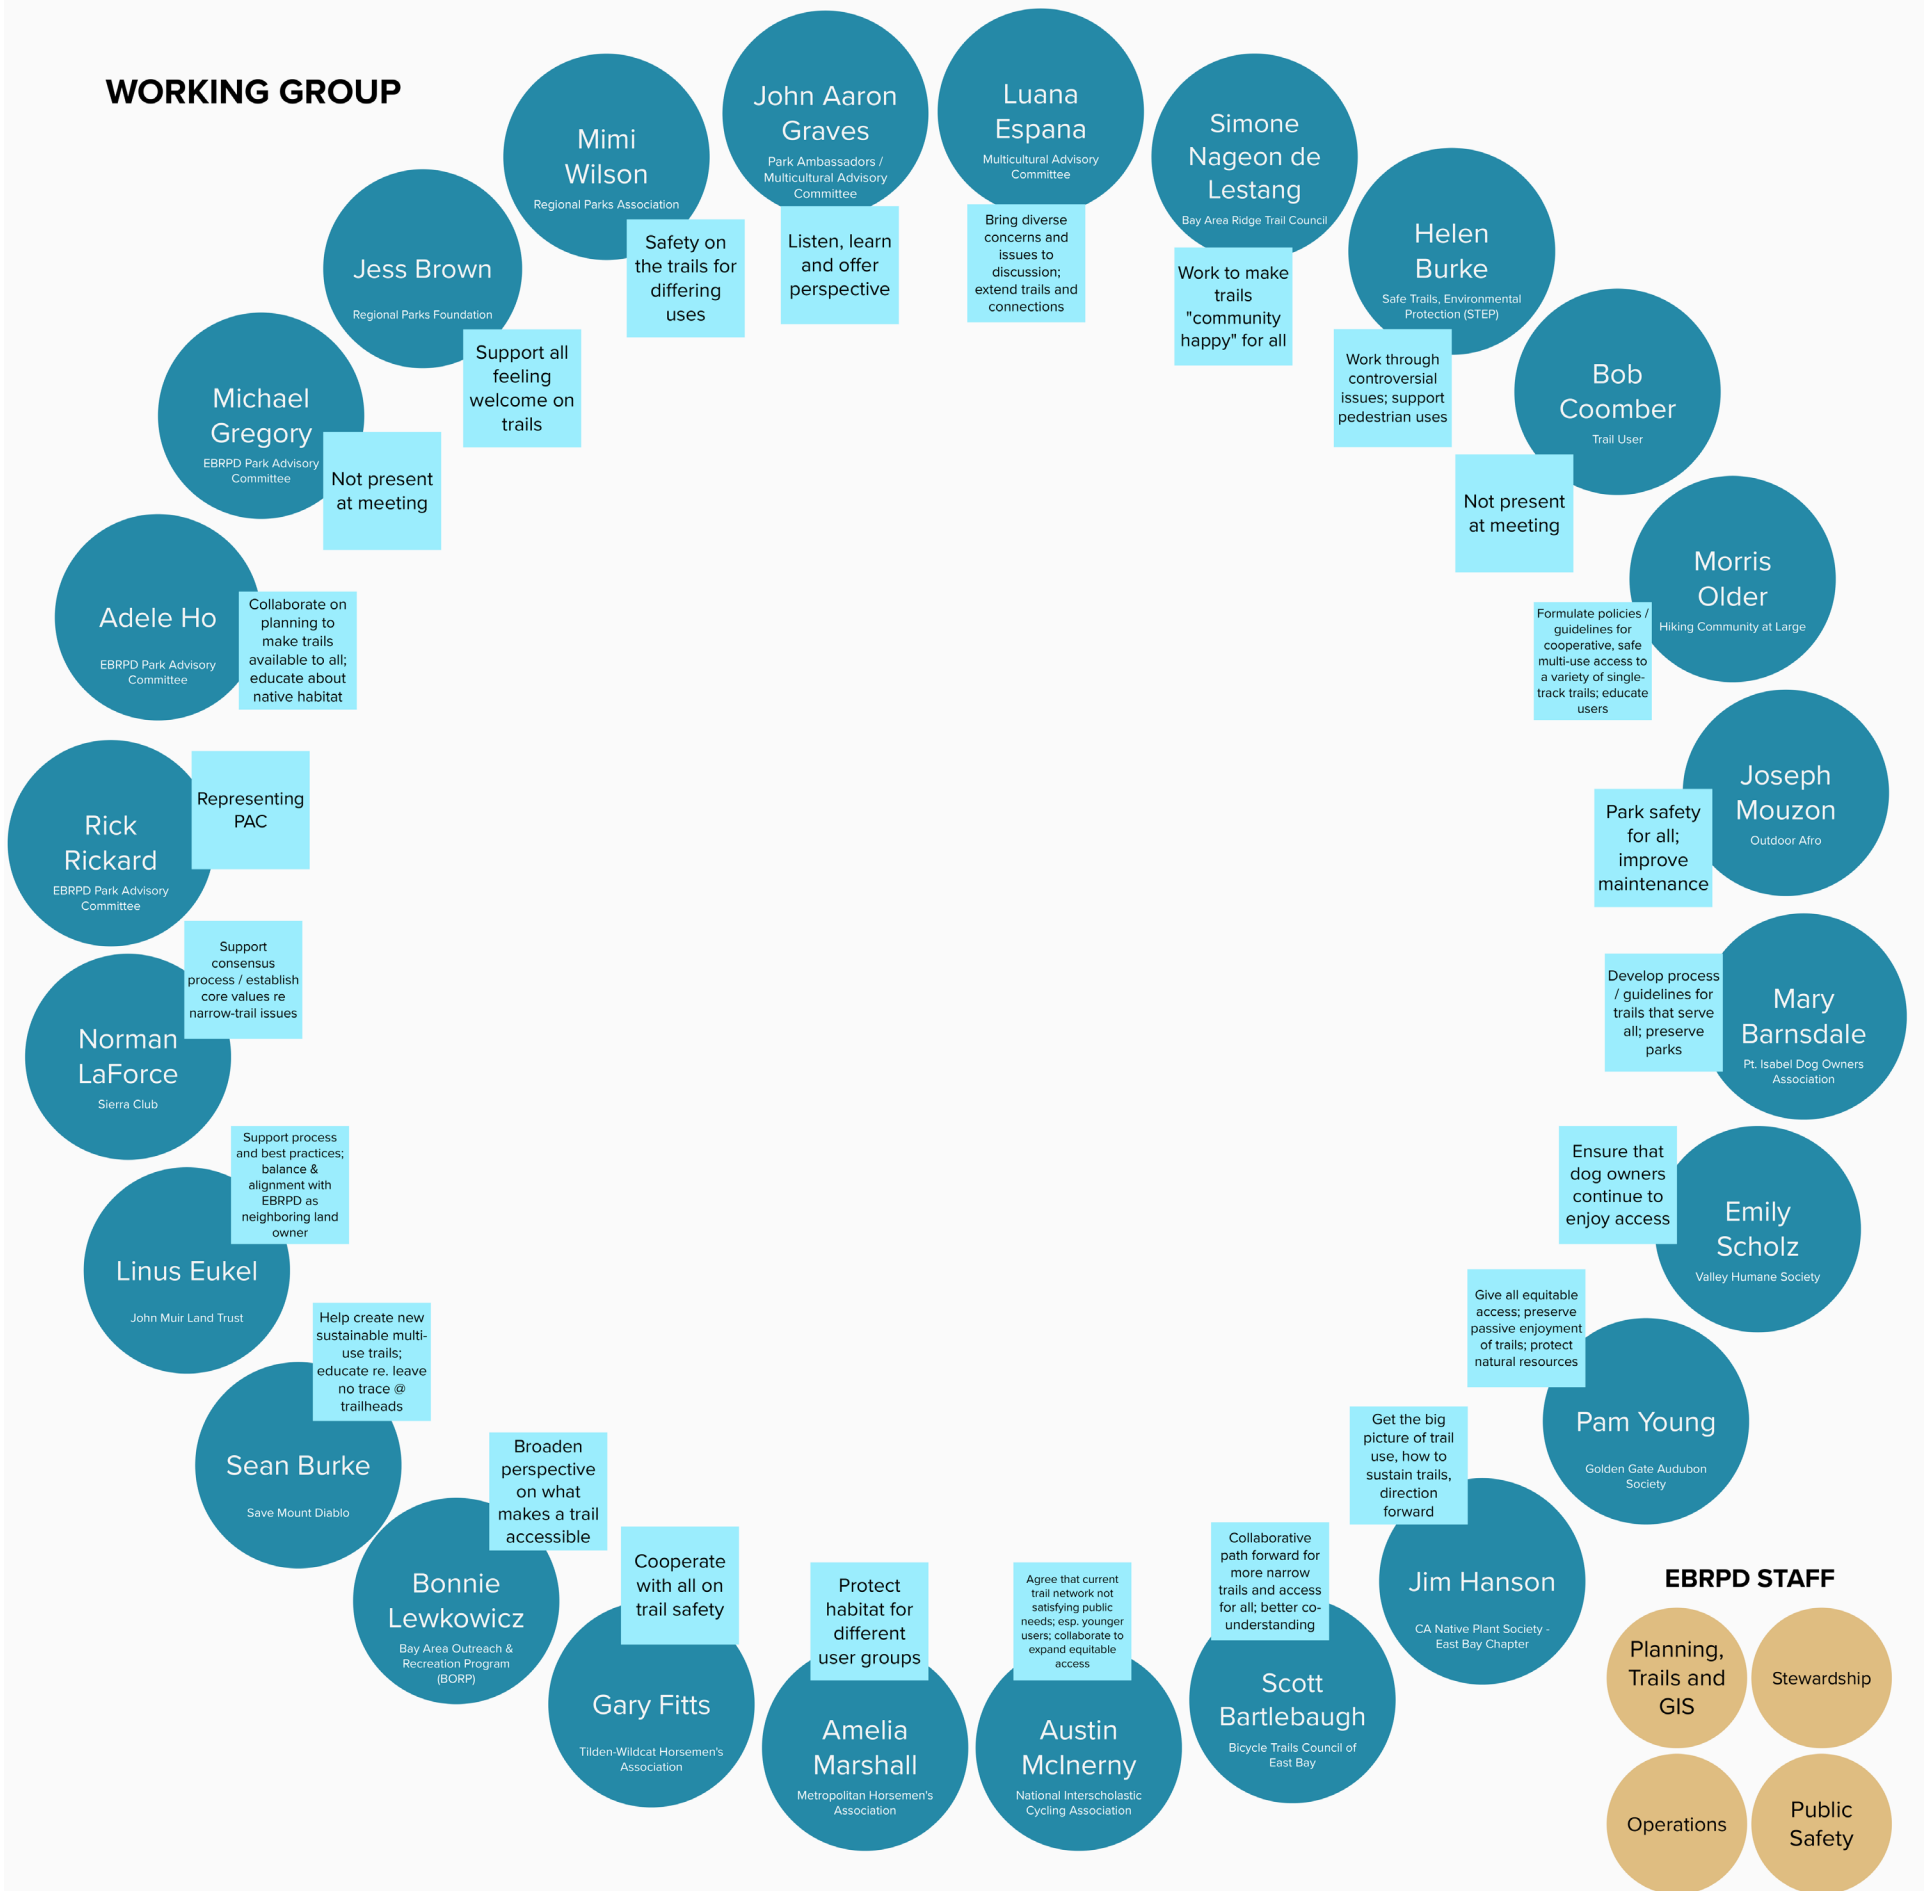 WORKING GROUP
John Aaron
Graves
Park Ambassadors /
Multicultural Advisory
Committee
Listen, learn
and offer
perspective
Luana
Espana
Multicultural Advisory
Committee
Bring diverse
concerns and
issues to
discussion;
extend trails and
connections
Simone
Nageon de
Lestang
Bay Area Ridge Trail Council
Work to make
trails
"community
happy" for all
Helen
Burke
Safe Trails, Environmental
Protection (STEP)
Work through
controversial
issues; support
pedestrian uses
Bob
Coomber
Trail User
Not present
at meeting
Morris
Older
Hiking Community at Large
Formulate policies /
guidelines for
cooperative, safe
multi-use access to
a variety of single-
track trails; educate
users
Joseph
Mouzon
Outdoor Afro
Park safety
for all;
improve
maintenance
Mary
Barnsdale
Pt. Isabel Dog Owners
Association
Develop process
/ guidelines for
trails that serve
all; preserve
parks
Emily
Scholz
Valley Humane Society
Ensure that
dog owners
continue to
enjoy access
Pam Young
Golden Gate Audubon
Society
Give all equitable
access; preserve
passive enjoyment
of trails; protect
natural resources
Jim Hanson
CA Native Plant Society -
East Bay Chapter
Get the big
picture of trail
use, how to
sustain trails,
direction
forward
Scott
Bartlebaugh
Bicycle Trails Council of
East Bay
Collaborative
path forward for
more narrow
trails and access
for all; better co-
understanding
Austin
McInerny
National Interscholastic
Cycling Association
Agree that current
trail network not
satisfying public
needs; esp. younger
users; collaborate to
expand equitable
access
Amelia
Marshall
Metropolitan Horsemen's
Association
Protect
habitat for
different
user groups
Gary Fitts
Tilden-Wildcat Horsemen's
Association
Cooperate
with all on
trail safety
Bonnie
Lewkowicz
Bay Area Outreach &
Recreation Program
(BORP)
Broaden
perspective
on what
makes a trail
accessible
Sean Burke
Save Mount Diablo
Help create new
sustainable multi-
use trails;
educate re. leave
no trace @
trailheads
Linus Eukel
John Muir Land Trust
Support process
and best practices;
balance &
alignment with
EBRPD as
neighboring land
owner
Norman
LaForce
Sierra Club
Support
consensus
process / establish
core values re
narrow-trail issues
Rick
Rickard
EBRPD Park Advisory
Committee
Representing
PAC
Adele Ho
EBRPD Park Advisory
Committee
Collaborate on
planning to
make trails
available to all;
educate about
native habitat
Michael
Gregory
EBRPD Park Advisory
Committee
Not present
at meeting
Jess Brown
Regional Parks Foundation
Support all
feeling
welcome on
trails
Mimi
Wilson
Regional Parks Association
Safety on
the trails for
differing
uses
EBRPD STAFF
Planning,
Trails and
GIS
Stewardship
Operations
Public
Safety